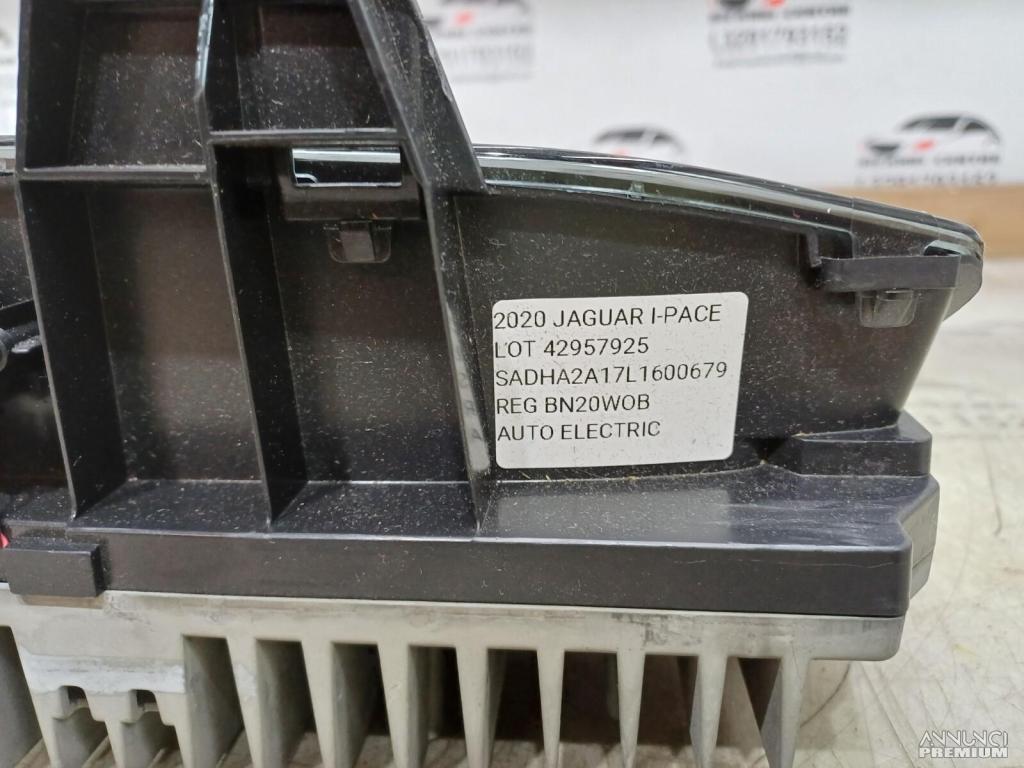 2020 JAGUAR I-PACE
LOT 42957925
SADHA2A17L1600679
REG BN20WOB
AUTO ELECTRIC
ANNUNCI
PREMIUM